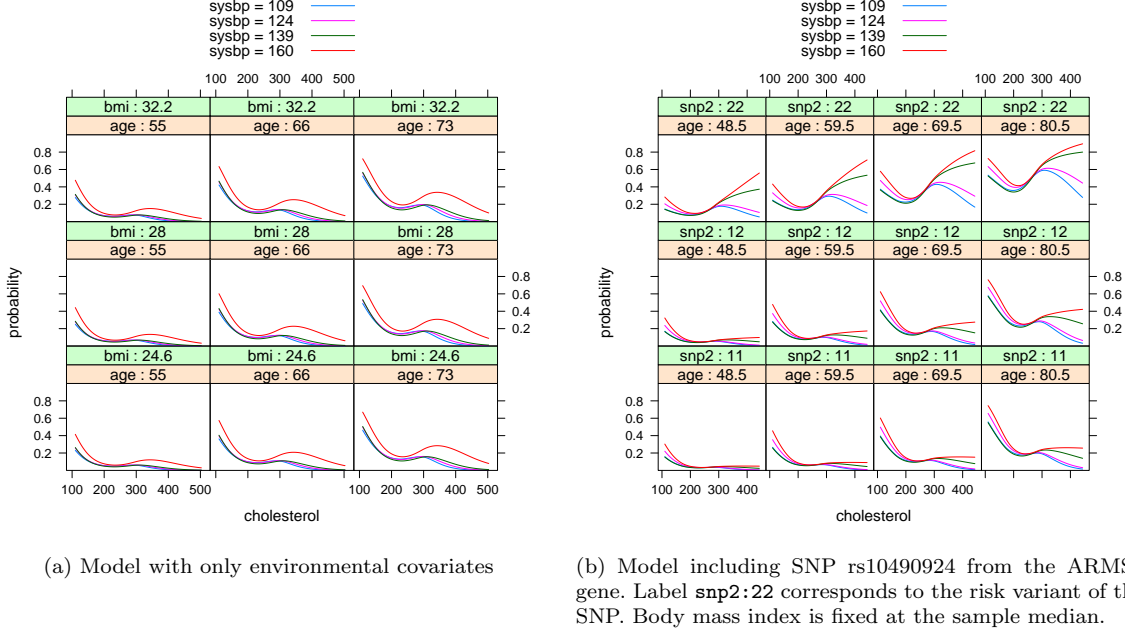 sysbp = 109
sysbp = 124
sysbp = 139
sysbp = 160
100 200 300 400 500
bmi : 32.2 bmi : 32.2 bmi : 32.2
age : 55 age : 66 age : 73
0.8
0.6
0.4
0.2
bmi : 28 bmi : 28 bmi : 28
age : 55 age : 66 age : 73
0.8
0.6
0.4
0.2
bmi : 24.6 bmi : 24.6 bmi : 24.6
age : 55 age : 66 age : 73
0.8
0.6
0.4
0.2
100 200 300 400 500 100 200 300 400 500
probability
cholesterol
(a) Model with only environmental covariates
sysbp = 109
sysbp = 124
sysbp = 139
sysbp = 160
100 200 300 400 100 200 300 400
snp2 : 22 snp2 : 22 snp2 : 22 snp2 : 22
age : 48.5 age : 59.5 age : 69.5 age : 80.5
0.8
0.6
0.4
0.2
snp2 : 12 snp2 : 12 snp2 : 12 snp2 : 12
age : 48.5 age : 59.5 age : 69.5 age : 80.5
0.8
0.6
0.4
0.2
snp2 : 11 snp2 : 11 snp2 : 11 snp2 : 11
age : 48.5 age : 59.5 age : 69.5 age : 80.5
0.8
0.6
0.4
0.2
100 200 300 400 100 200 300 400
probability
cholesterol
(b) Model including SNP rs10490924 from the ARMS
gene. Label snp2:22 corresponds to the risk variant of
SNP. Body mass index is fixed at the sample median.